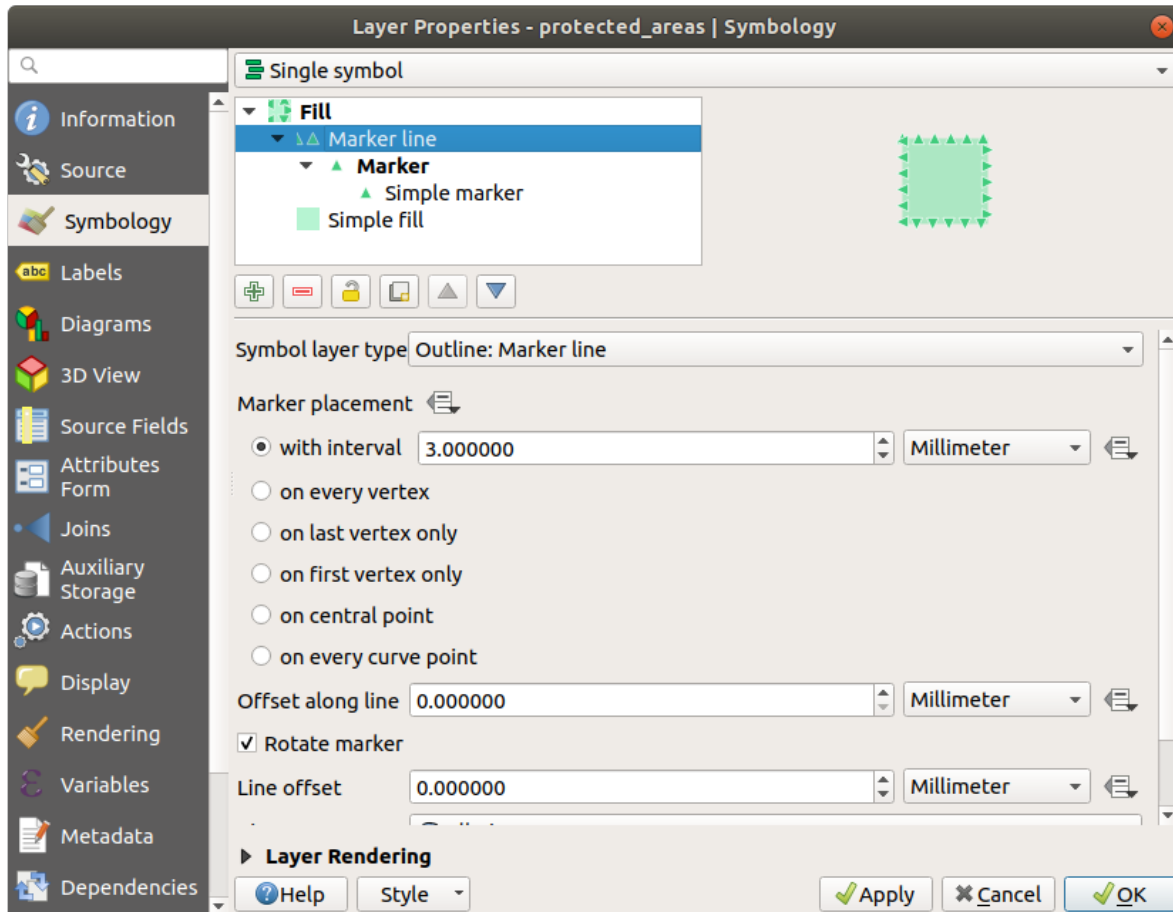 Layer Properties - protected_areas | Symbology
Single symbol
Information
Source
Symbology
abc Labels
Diagrams
3D View
Source Fields
Attributes
Form
Joins
Auxiliary
Storage
Actions
Display
Rendering
Variables
Metadata
Dependencies
Fill
Marker line
Marker
Simple marker
Simple fill
Symbol layer type Outline: Marker line
Marker placement
with interval 3.000000 Millimeter
on every vertex
on last vertex only
on first vertex only
on central point
on every curve point
Offset along line 0.000000 Millimeter
Rotate marker
Line offset 0.000000 Millimeter
Layer Rendering
Help Style Apply Cancel OK